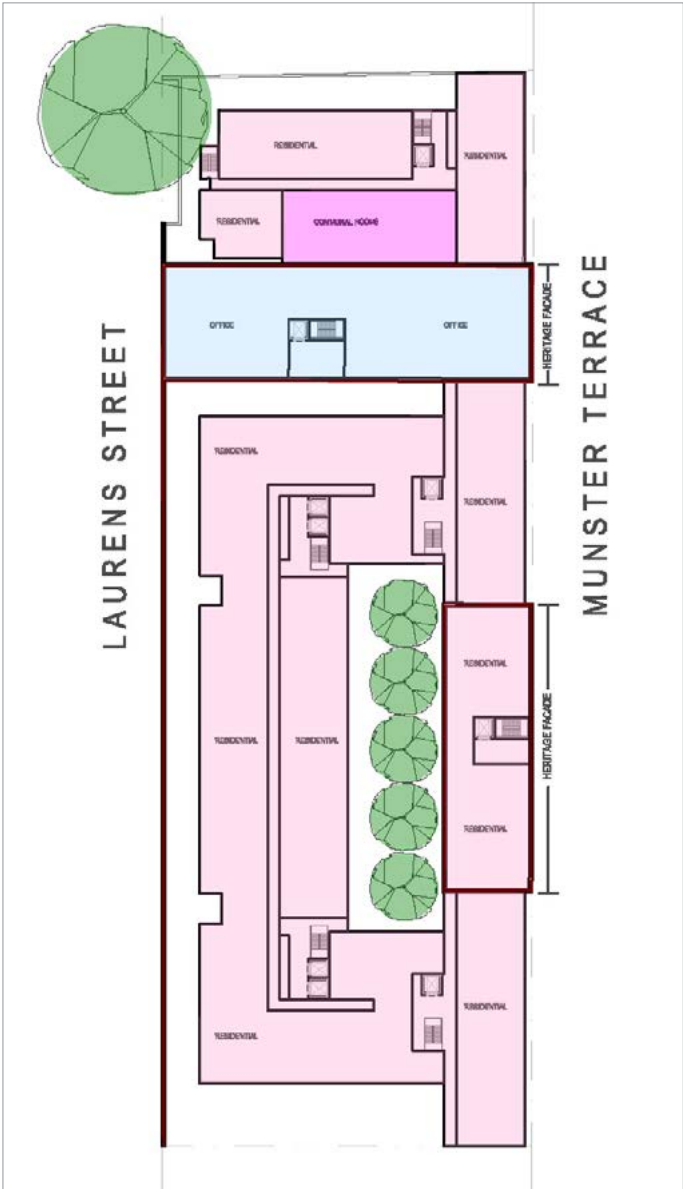 RESIDENTIAL
RESIDENTIAL
RESIDENTIAL
COMMUNAL ROOMS
OFFICE
OFFICE
HERITAGE FACADE
MUNSTER TERRACE
LAURENS STREET
RESIDENTIAL
RESIDENTIAL
RESIDENTIAL
RESIDENTIAL
RESIDENTIAL
HERITAGE FACADE
RESIDENTIAL
RESIDENTIAL
RESIDENTIAL